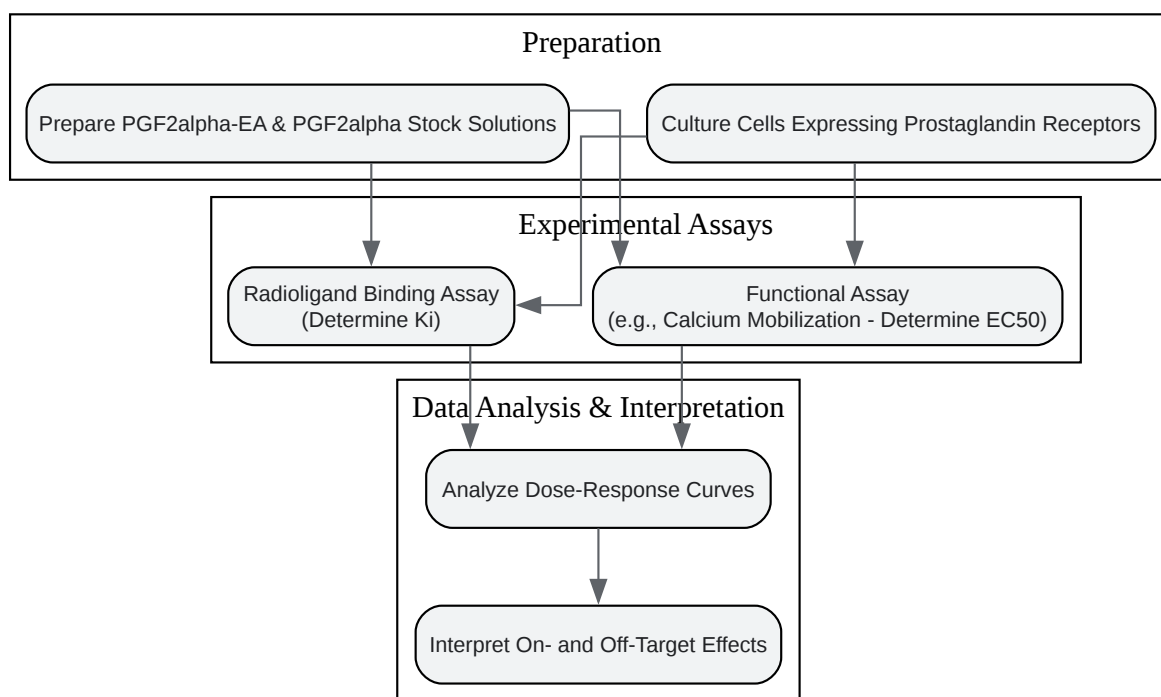 Preparation
Prepare PGF2alpha-EA & PGF2alpha Stock Solutions
Culture Cells Expressing Prostaglandin Receptors
Experimental Assays
Radioligand Binding Assay
(Determine Ki)
Functional Assay
(e.g., Calcium Mobilization - Determine EC50)
Data Analysis & Interpretation
Analyze Dose-Response Curves
Interpret On- and Off-Target Effects